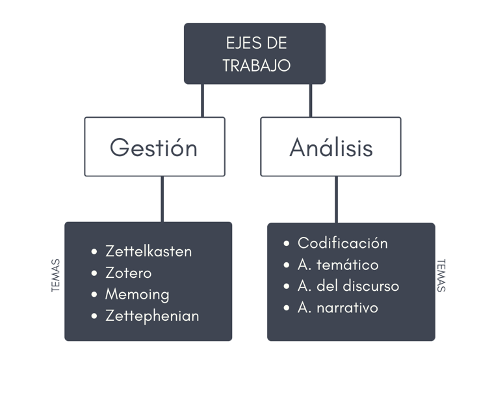 EJES DE
TRABAJO
Gestión
Análisis
TEMAS
• Zettelkasten
• Zotero
• Memoing
• Zettephenian
• Codificación
• A. temático
• A. del discurso
• A. narrativo
TEMAS